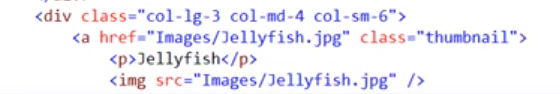 <div class="col-lg-3 col-md-4 col-sm-6">
<a href="Images/Jellyfish.jpg" class="thumbnail">
<p>Jellyfish</p>
<img src="Images/Jellyfish.jpg" />